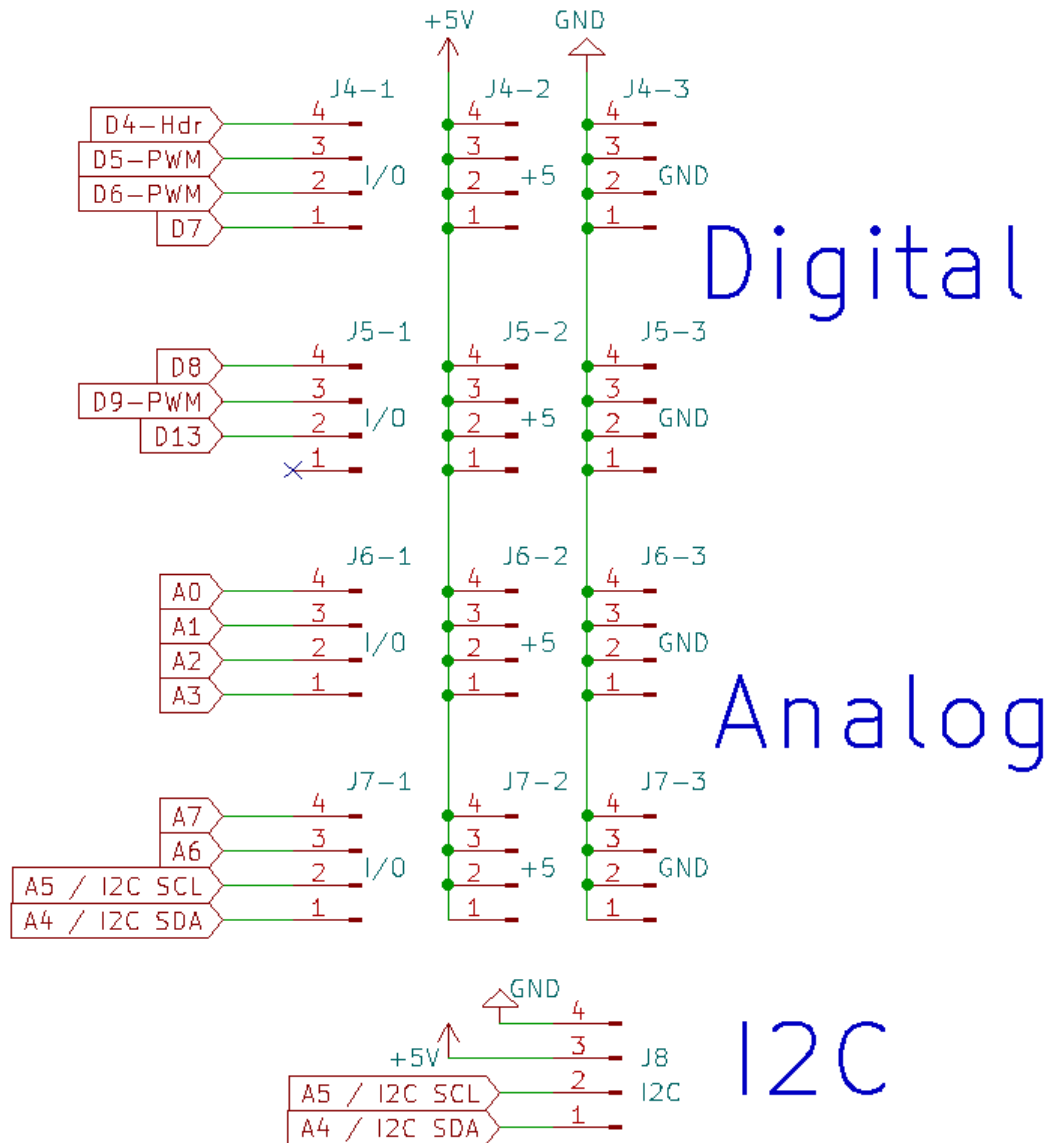 +5V GND
J4-1 J4-2 J4-3
D4-Hdr 4 4 4
D5-PWM 3 3 3
I/O +5 GND
D6-PWM 2 2 2
D7 1 1 1
Digital
J5-1 J5-2 J5-3
D8 4 4 4
D9-PWM 3 3 3
I/O +5 GND
D13 2 2 2
1 1 1
J6-1 J6-2 J6-3
A0 4 4 4
A1 3 3 3
I/O +5 GND
A2 2 2 2
A3 1 1 1
Analog
J7-1 J7-2 J7-3
A7 4 4 4
A6 3 3 3
I/O +5 GND
A5 / I2C SCL 2 2 2
A4 / I2C SDA 1 1 1
GND
4
+5V 3 J8
A5 / I2C SCL 2 I2C
A4 / I2C SDA 1
I2C